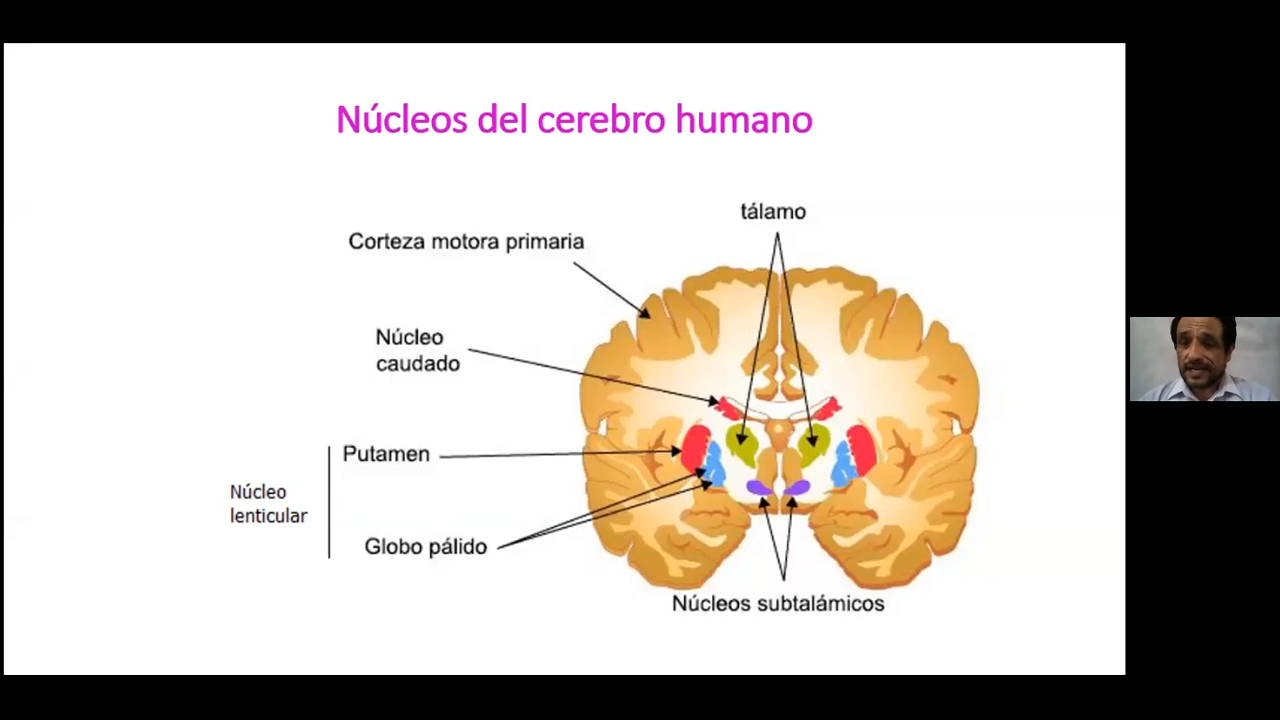 Núcleos del cerebro humano
tálamo
Corteza motora primaria
Núcleo
caudado
Putamen
Núcleo
lenticular
Globo pálido
Núcleos subtalámicos